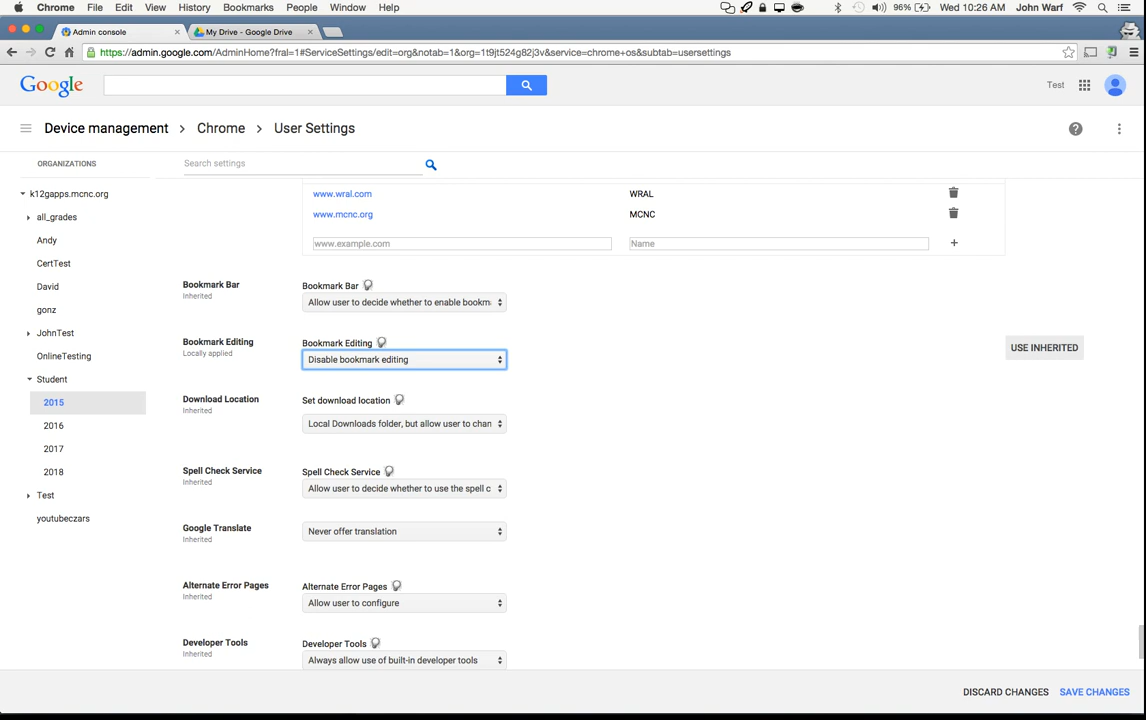 Chrome File Edit View History Bookmarks People Window Help 96% Wed 10:26 AM John Warf
Admin console My Drive - Google Drive
https://admin.google.com/AdminHome?fral=1#ServiceSettings/edit=org&notab=1&org=1t9jt524g82j3v&service=chrome+os&subtab=usersettings
Google Test
Device management > Chrome > User Settings
ORGANIZATIONS Search settings
k12gapps.mcnc.org www.wral.com WRAL
all_grades www.mcnc.org MCNC
Andy www.example.com Name +
CertTest
David Bookmark Bar Bookmark Bar
Inherited
gonz Allow user to decide whether to enable bookm
JohnTest
Bookmark Editing Bookmark Editing
Locally applied USE INHERITED
OnlineTesting Disable bookmark editing
Student
2015 Download Location Set download location
Inherited
2016 Local Downloads folder, but allow user to chan
2017
2018 Spell Check Service Spell Check Service
Inherited
Test Allow user to decide whether to use the spell c
youtubeczars
Google Translate Never offer translation
Inherited
Alternate Error Pages Alternate Error Pages
Inherited Allow user to configure
Developer Tools Developer Tools
Inherited Always allow use of built-in developer tools
DISCARD CHANGES SAVE CHANGES